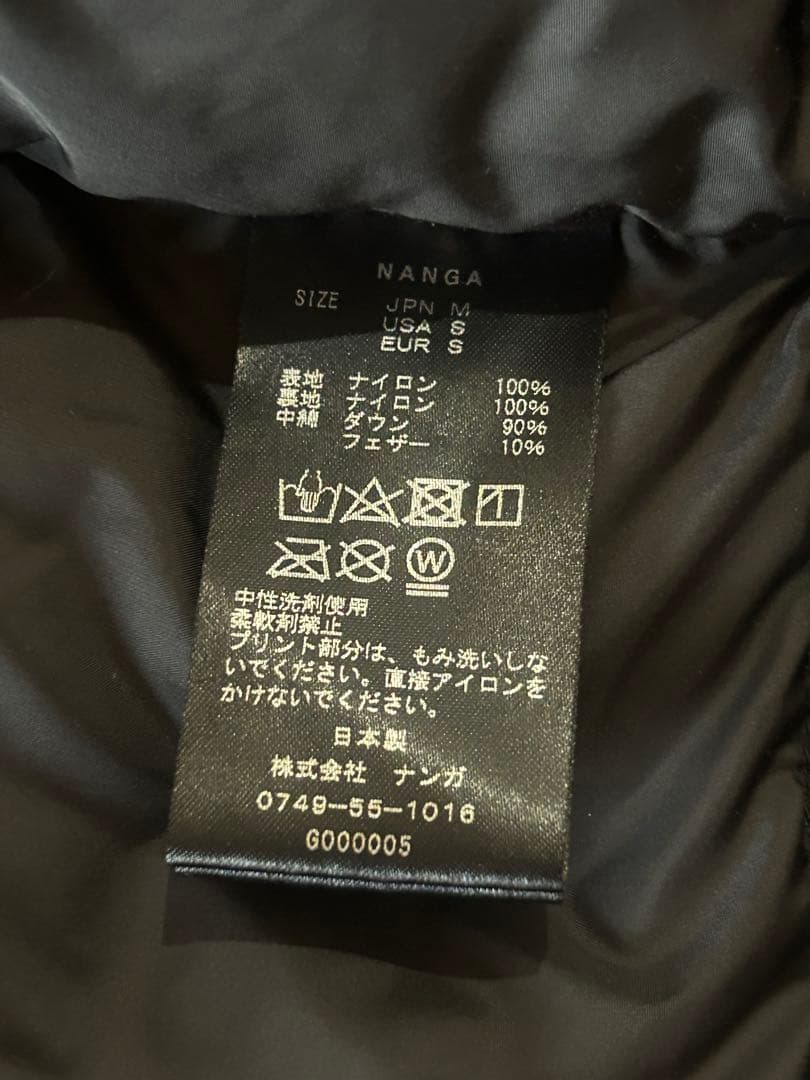 NANGA
SIZE JPN M
USA S
EUR S
表地 ナイロン 100%
裏地 ナイロン 100%
中綿 ダウン 90%
フェザー 10%
W
中性洗剤使用
柔軟剤禁止
プリント部分は、もみ洗いしな
いでください。直接アイロンを
かけないでください。
日本製
株式会社 ナンガ
0749-55-1016
G000005